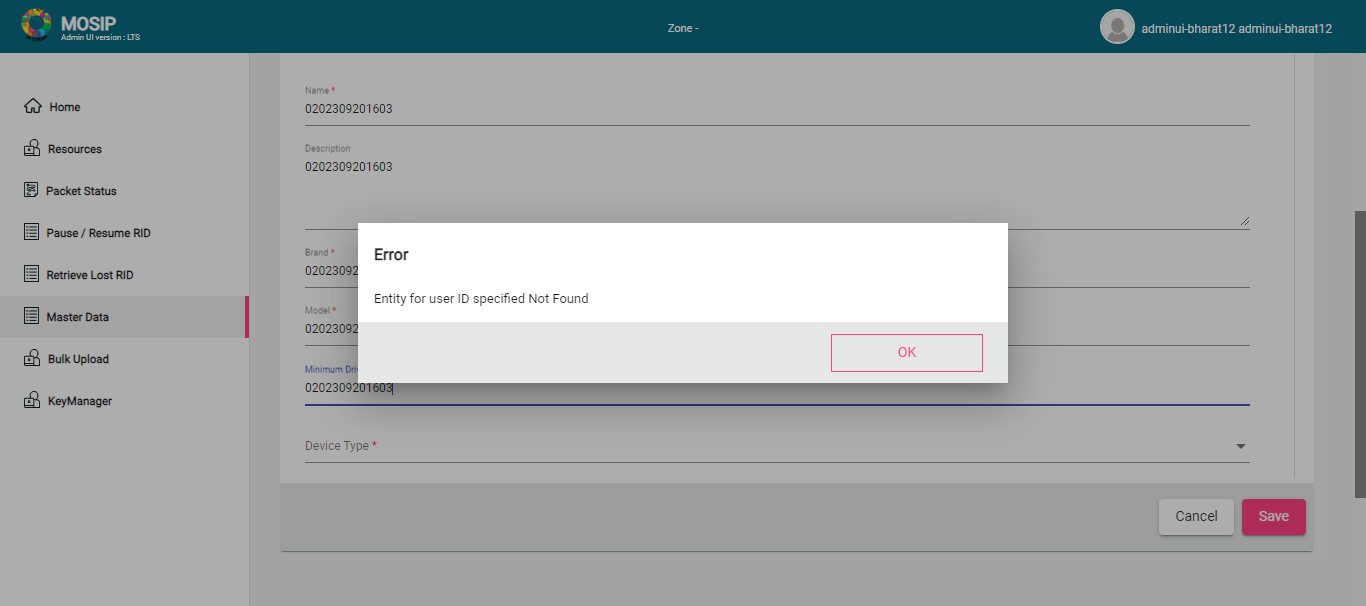 MOSIP
Admin UI version : LTS
Zone -
adminui-bharat12 adminui-bharat12
Home
Resources
Packet Status
Pause / Resume RID
Retrieve Lost RID
Master Data
Bulk Upload
KeyManager
Name *
0202309201603
Description
0202309201603
Brand *
02023092
Model *
02023092
Minimum Dri
0202309201603
Device Type *
Error
Entity for user ID specified Not Found
OK
Cancel
Save